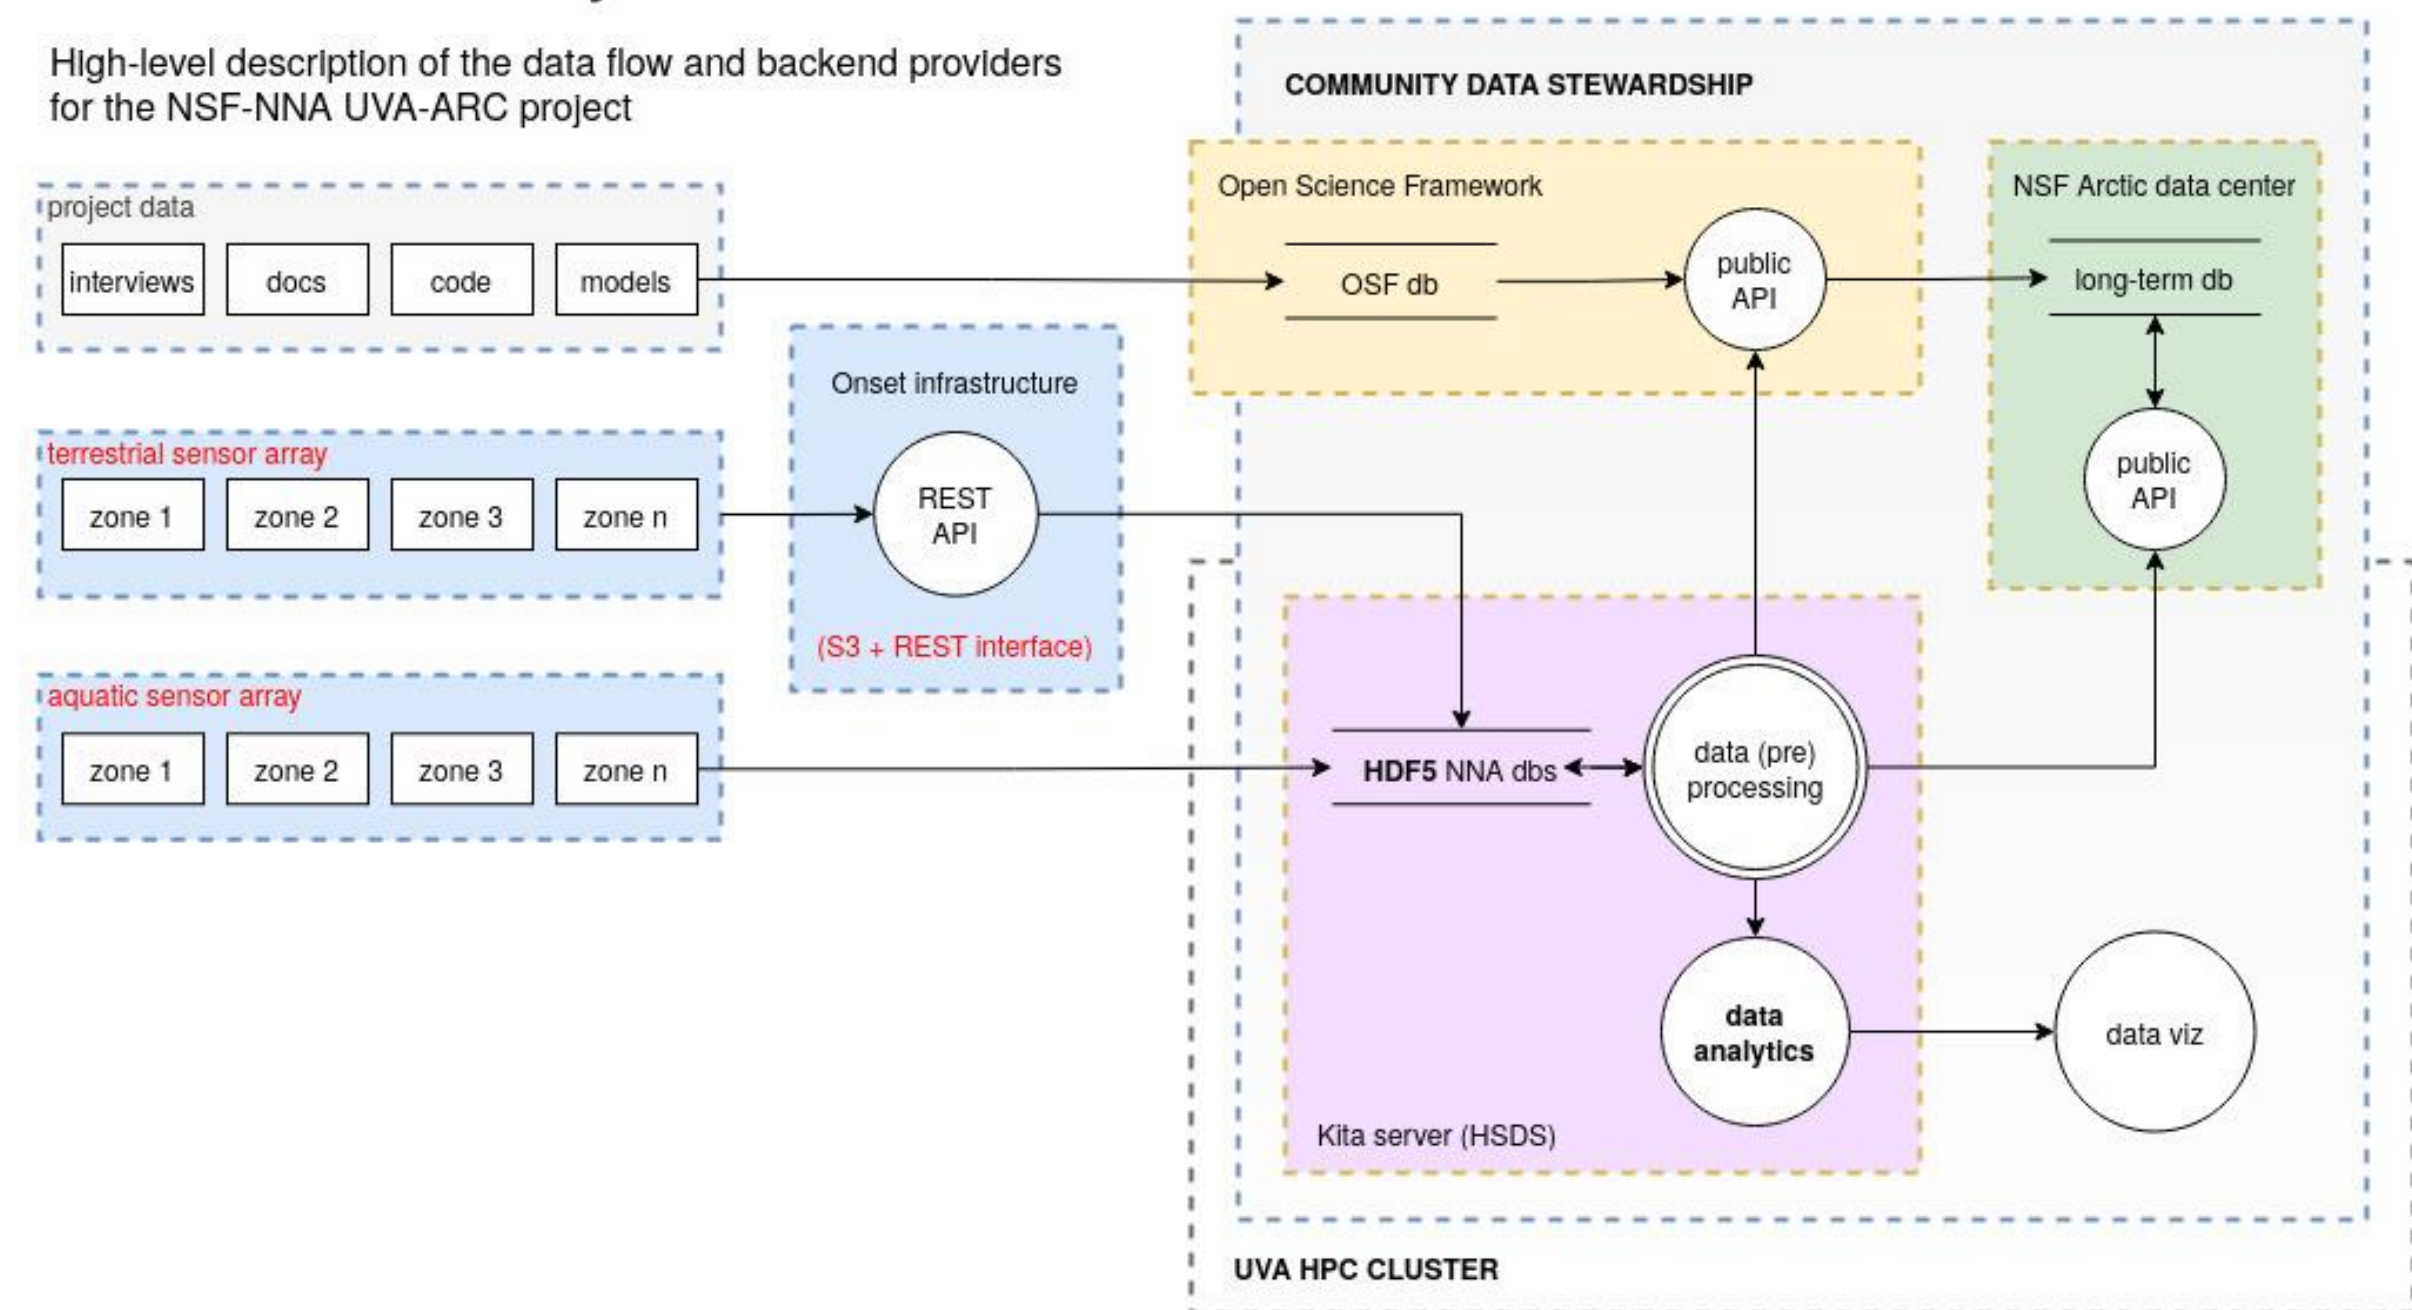 High-level description of the data flow and backend providers
for the NSF-NNA UVA-ARC project
COMMUNITY DATA STEWARDSHIP
project data
interviews
docs
code
models
Open Science Framework
OSF db
public
API
NSF Arctic data center
long-term db
public
API
Onset infrastructure
REST
API
(S3 + REST interface)
terrestrial sensor array
zone 1
zone 2
zone 3
zone n
aquatic sensor array
zone 1
zone 2
zone 3
zone n
HDF5 NNA dbs
data (pre)
processing
data
analytics
data viz
Kita server (HSDS)
UVA HPC CLUSTER